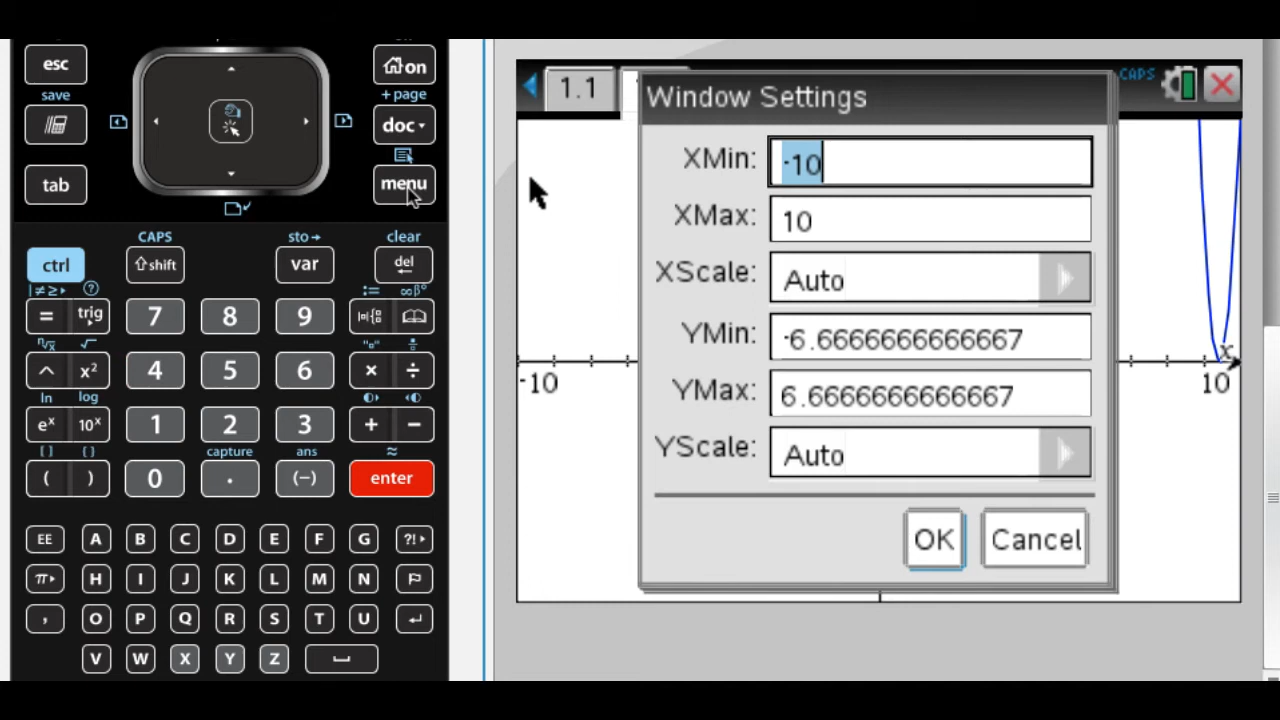 esc
on
save
+ page
doc
tab
menu
CAPS
sto→
clear
ctrl
⇧shift
var
del
|≠≥▸
?
:=
∞β°
=
trig
7
8
9
|□|{
ⁿ√x
√
"□"
^
x²
4
5
6
×
÷
ln
log
eˣ
10ˣ
1
2
3
+
−
[ ]
{ }
capture
ans
≈
(
)
0
.
(−)
enter
EE
A
B
C
D
E
F
G
?!▸
π▸
H
I
J
K
L
M
N
,
O
P
Q
R
S
T
U
V
W
X
Y
Z
1.1
CAPS
Window Settings
XMin: -10
XMax: 10
XScale: Auto
YMin: -6.6666666666667
YMax: 6.6666666666667
YScale: Auto
OK
Cancel
-10
x
10